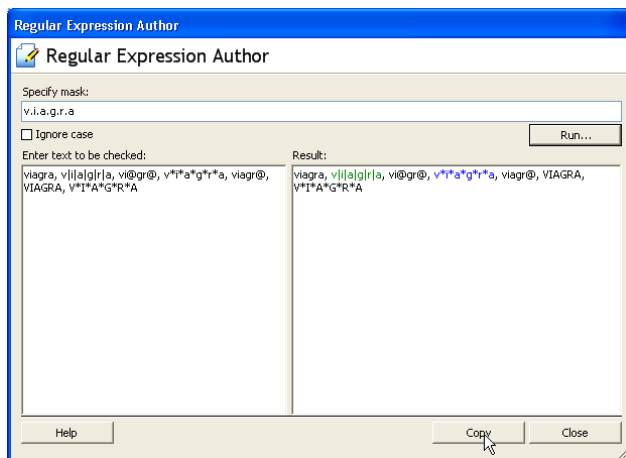 Regular Expression Author
Regular Expression Author
Specify mask:
v.i.a.g.r.a
Ignore case
Run...
Enter text to be checked:
Result:
viagra, v|i|a|g|r|a, vi@gr@, v*i*a*g*r*a, viagr@,
VIAGRA, V*I*A*G*R*A
viagra, v|i|a|g|r|a, vi@gr@, v*i*a*g*r*a, viagr@, VIAGRA,
V*I*A*G*R*A
Help
Copy
Close